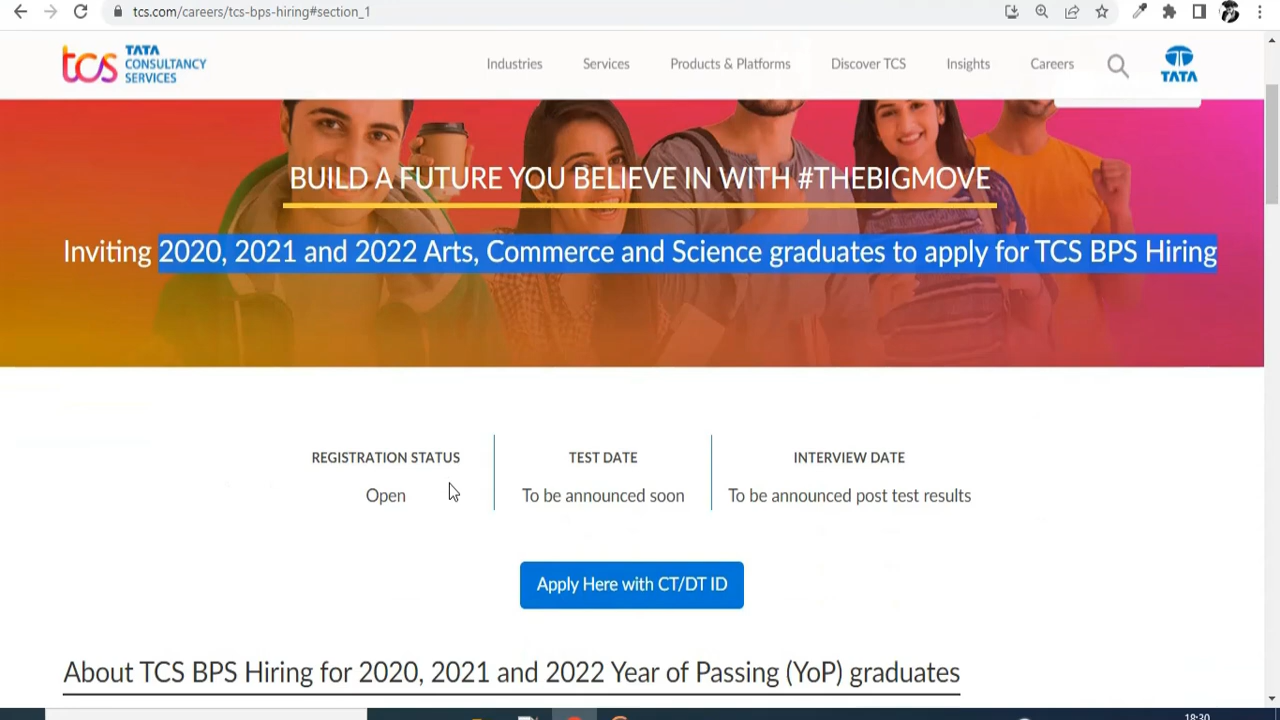 tcs.com/careers/tcs-bps-hiring#section_1
tcs TATA CONSULTANCY SERVICES
Industries Services Products & Platforms Discover TCS Insights Careers TATA
BUILD A FUTURE YOU BELIEVE IN WITH #THEBIGMOVE
Inviting 2020, 2021 and 2022 Arts, Commerce and Science graduates to apply for TCS BPS Hiring
REGISTRATION STATUS TEST DATE INTERVIEW DATE
Open To be announced soon To be announced post test results
Apply Here with CT/DT ID
About TCS BPS Hiring for 2020, 2021 and 2022 Year of Passing (YoP) graduates
18:30